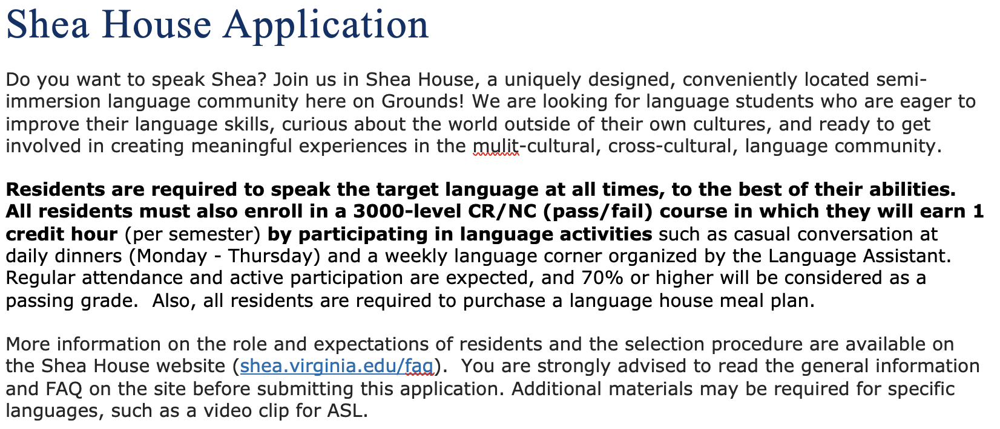 Shea House Application
Do you want to speak Shea? Join us in Shea House, a uniquely designed, conveniently located semi-
immersion language community here on Grounds! We are looking for language students who are eager to
improve their language skills, curious about the world outside of their own cultures, and ready to get
involved in creating meaningful experiences in the mulit-cultural, cross-cultural, language community.
Residents are required to speak the target language at all times, to the best of their abilities.
All residents must also enroll in a 3000-level CR/NC (pass/fail) course in which they will earn 1
credit hour (per semester) by participating in language activities such as casual conversation at
daily dinners (Monday - Thursday) and a weekly language corner organized by the Language Assistant.
Regular attendance and active participation are expected, and 70% or higher will be considered as a
passing grade.  Also, all residents are required to purchase a language house meal plan.
More information on the role and expectations of residents and the selection procedure are available on
the Shea House website (shea.virginia.edu/faq).  You are strongly advised to read the general information
and FAQ on the site before submitting this application. Additional materials may be required for specific
languages, such as a video clip for ASL.